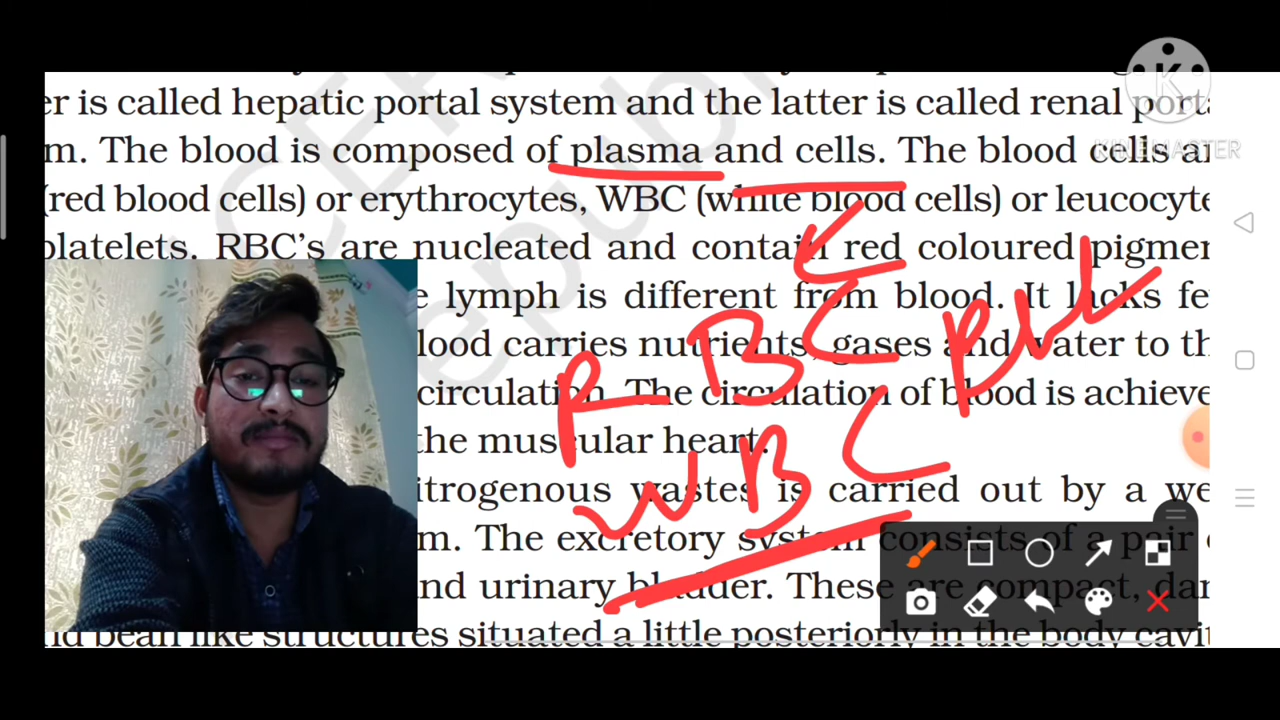 er is called hepatic portal system and the latter is called renal porta
m. The blood is composed of plasma and cells. The blood cells ar
(red blood cells) or erythrocytes, WBC (white blood cells) or leucocyte
platelets. RBC's are nucleated and contain red coloured pigmen
e lymph is different from blood. It lacks fe
lood carries nutrients, gases and water to th
circulation. The circulation of blood is achieve
the muscular heart.
itrogenous wastes is carried out by a we
m. The excretory system consists of a pair
nd urinary bladder. These are compact, dar
nd bean like structures situated a little posteriorly in the body cavit
RBC
WBC
K
KINEMASTER